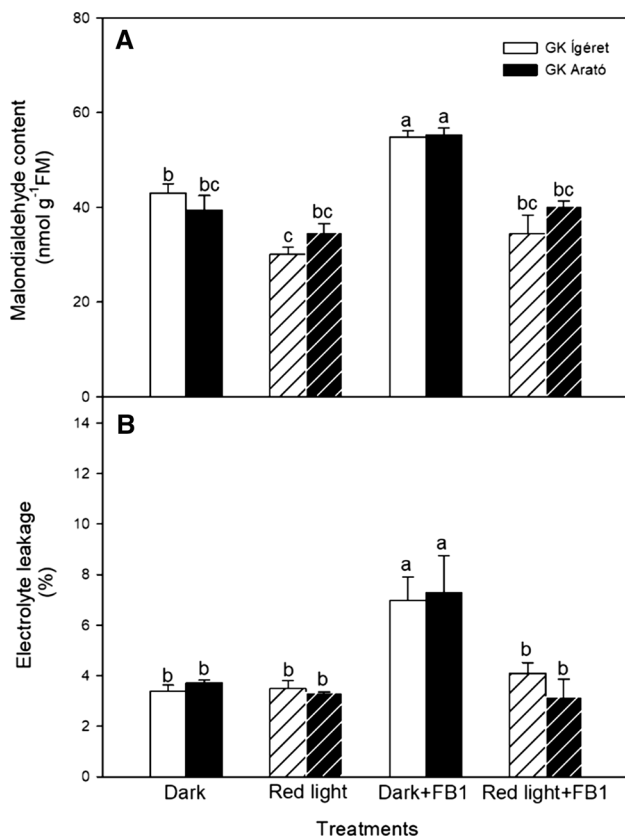 A
GK Ígéret
GK Arató
Malondialdehyde content
(nmol g⁻¹FM)
80
60
40
20
0
b
bc
c
bc
a
a
bc
bc
B
Electrolyte leakage
(%)
14
12
10
8
6
4
2
0
b
b
b
b
a
a
b
b
Dark
Red light
Dark+FB1
Red light+FB1
Treatments